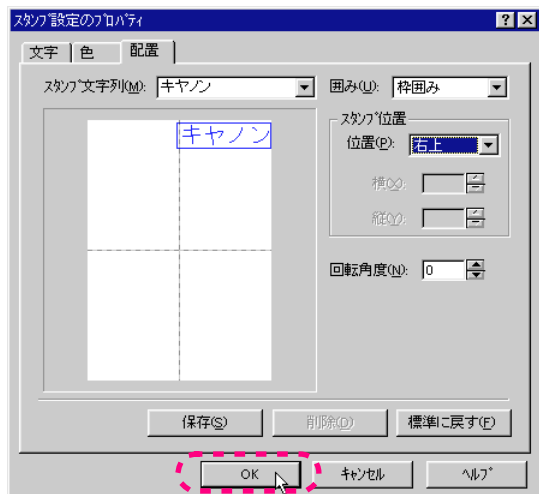 スタンプ設定のプロパティ
文字 色 配置
スタンプ文字列(M): キヤノン 囲み(U): 枠囲み
キヤノン
スタンプ位置
位置(P): 右上
横(X):
縦(Y):
回転角度(N): 0
保存(S) 削除(D) 標準に戻す(F)
OK キャンセル ヘルプ